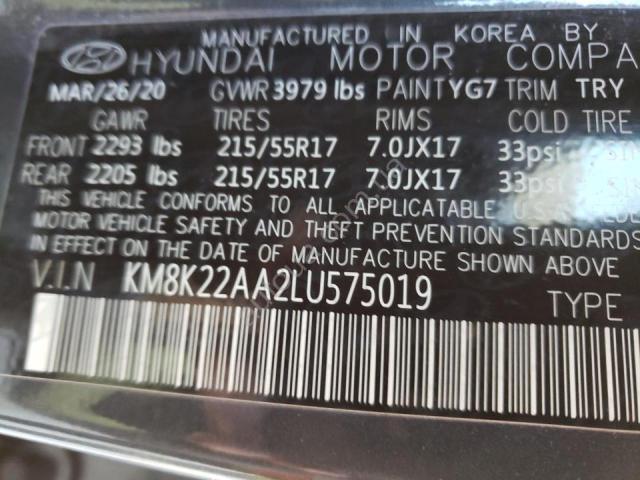 MANUFACTURED IN KOREA BY
HYUNDAI MOTOR COMPA
MAR/26/20 GVWR 3979 lbs PAINT YG7 TRIM TRY
GAWR TIRES RIMS COLD TIRE
FRONT 2293 lbs 215/55R17 7.0JX17 33psi
REAR 2205 lbs 215/55R17 7.0JX17 33psi
THIS VEHICLE CONFORMS TO ALL APPLICATABLE U.S.
MOTOR VEHICLE SAFETY AND THEFT PREVENTION STANDARDS
IN EFFECT ON THE DATE OF MANUFACTURE SHOWN ABOVE.
V.I.N KM8K22AA2LU575019 TYPE